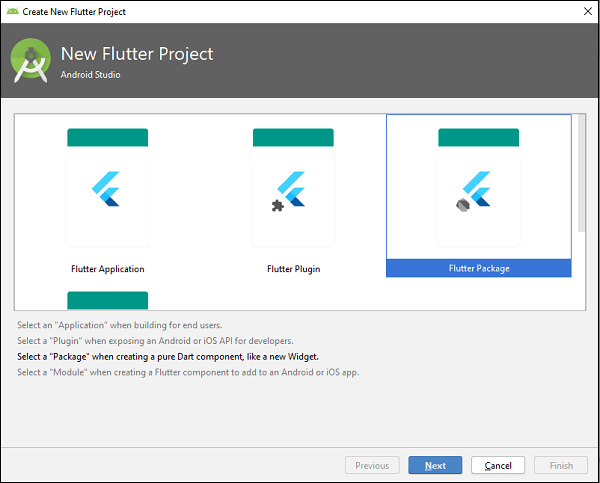 Create New Flutter Project
New Flutter Project
Android Studio
Flutter Application
Flutter Plugin
Flutter Package
Select an "Application" when building for end users.
Select a "Plugin" when exposing an Android or iOS API for developers.
Select a "Package" when creating a pure Dart component, like a new Widget.
Select a "Module" when creating a Flutter component to add to an Android or iOS app.
Previous
Next
Cancel
Finish